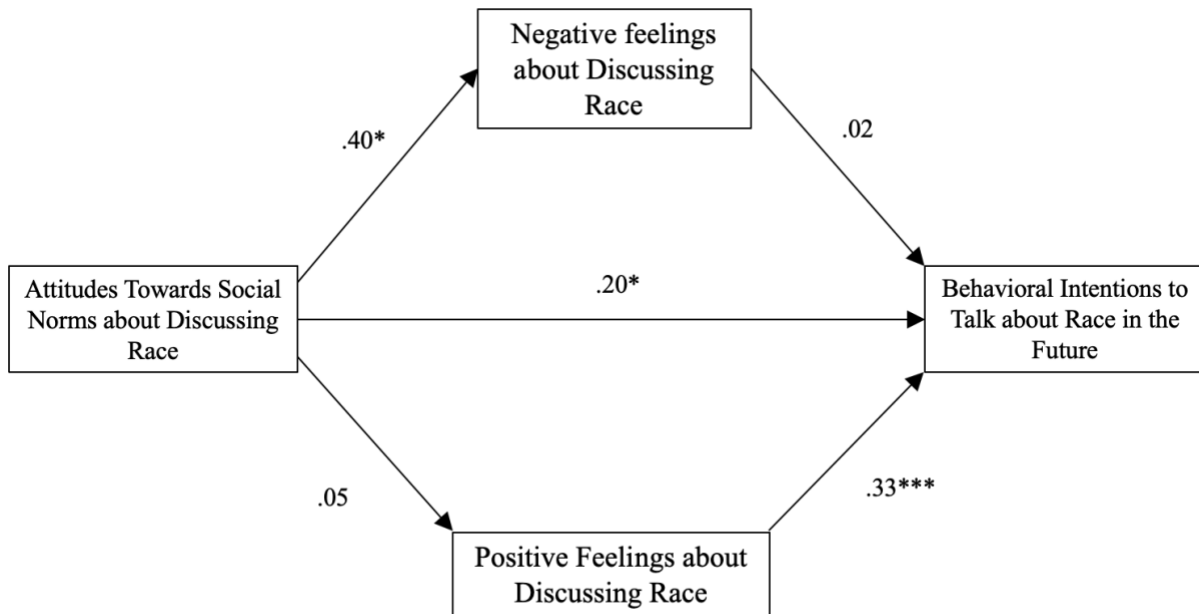 Negative feelings
about Discussing
Race
.40*
.02
Attitudes Towards Social
Norms about Discussing
Race
.20*
Behavioral Intentions to
Talk about Race in the
Future
.05
.33***
Positive Feelings about
Discussing Race